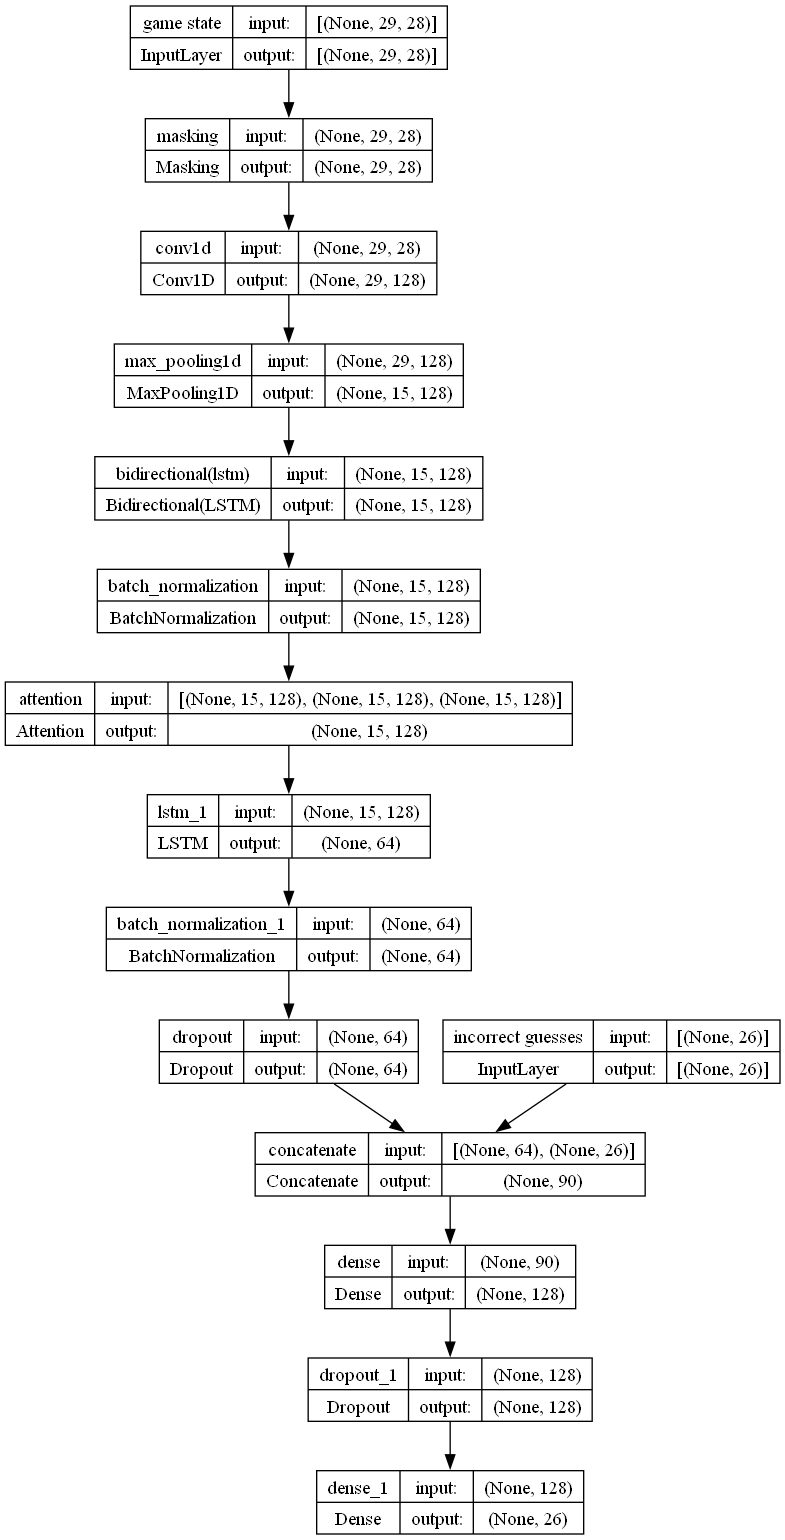 game state input: [(None, 29, 28)]
InputLayer output: [(None, 29, 28)]
masking input: (None, 29, 28)
Masking output: (None, 29, 28)
conv1d input: (None, 29, 28)
Conv1D output: (None, 29, 128)
max_pooling1d input: (None, 29, 128)
MaxPooling1D output: (None, 15, 128)
bidirectional(lstm) input: (None, 15, 128)
Bidirectional(LSTM) output: (None, 15, 128)
batch_normalization input: (None, 15, 128)
BatchNormalization output: (None, 15, 128)
attention input: [(None, 15, 128), (None, 15, 128), (None, 15, 128)]
Attention output: (None, 15, 128)
lstm_1 input: (None, 15, 128)
LSTM output: (None, 64)
batch_normalization_1 input: (None, 64)
BatchNormalization output: (None, 64)
dropout input: (None, 64)
Dropout output: (None, 64)
incorrect guesses input: [(None, 26)]
InputLayer output: [(None, 26)]
concatenate input: [(None, 64), (None, 26)]
Concatenate output: (None, 90)
dense input: (None, 90)
Dense output: (None, 128)
dropout_1 input: (None, 128)
Dropout output: (None, 128)
dense_1 input: (None, 128)
Dense output: (None, 26)